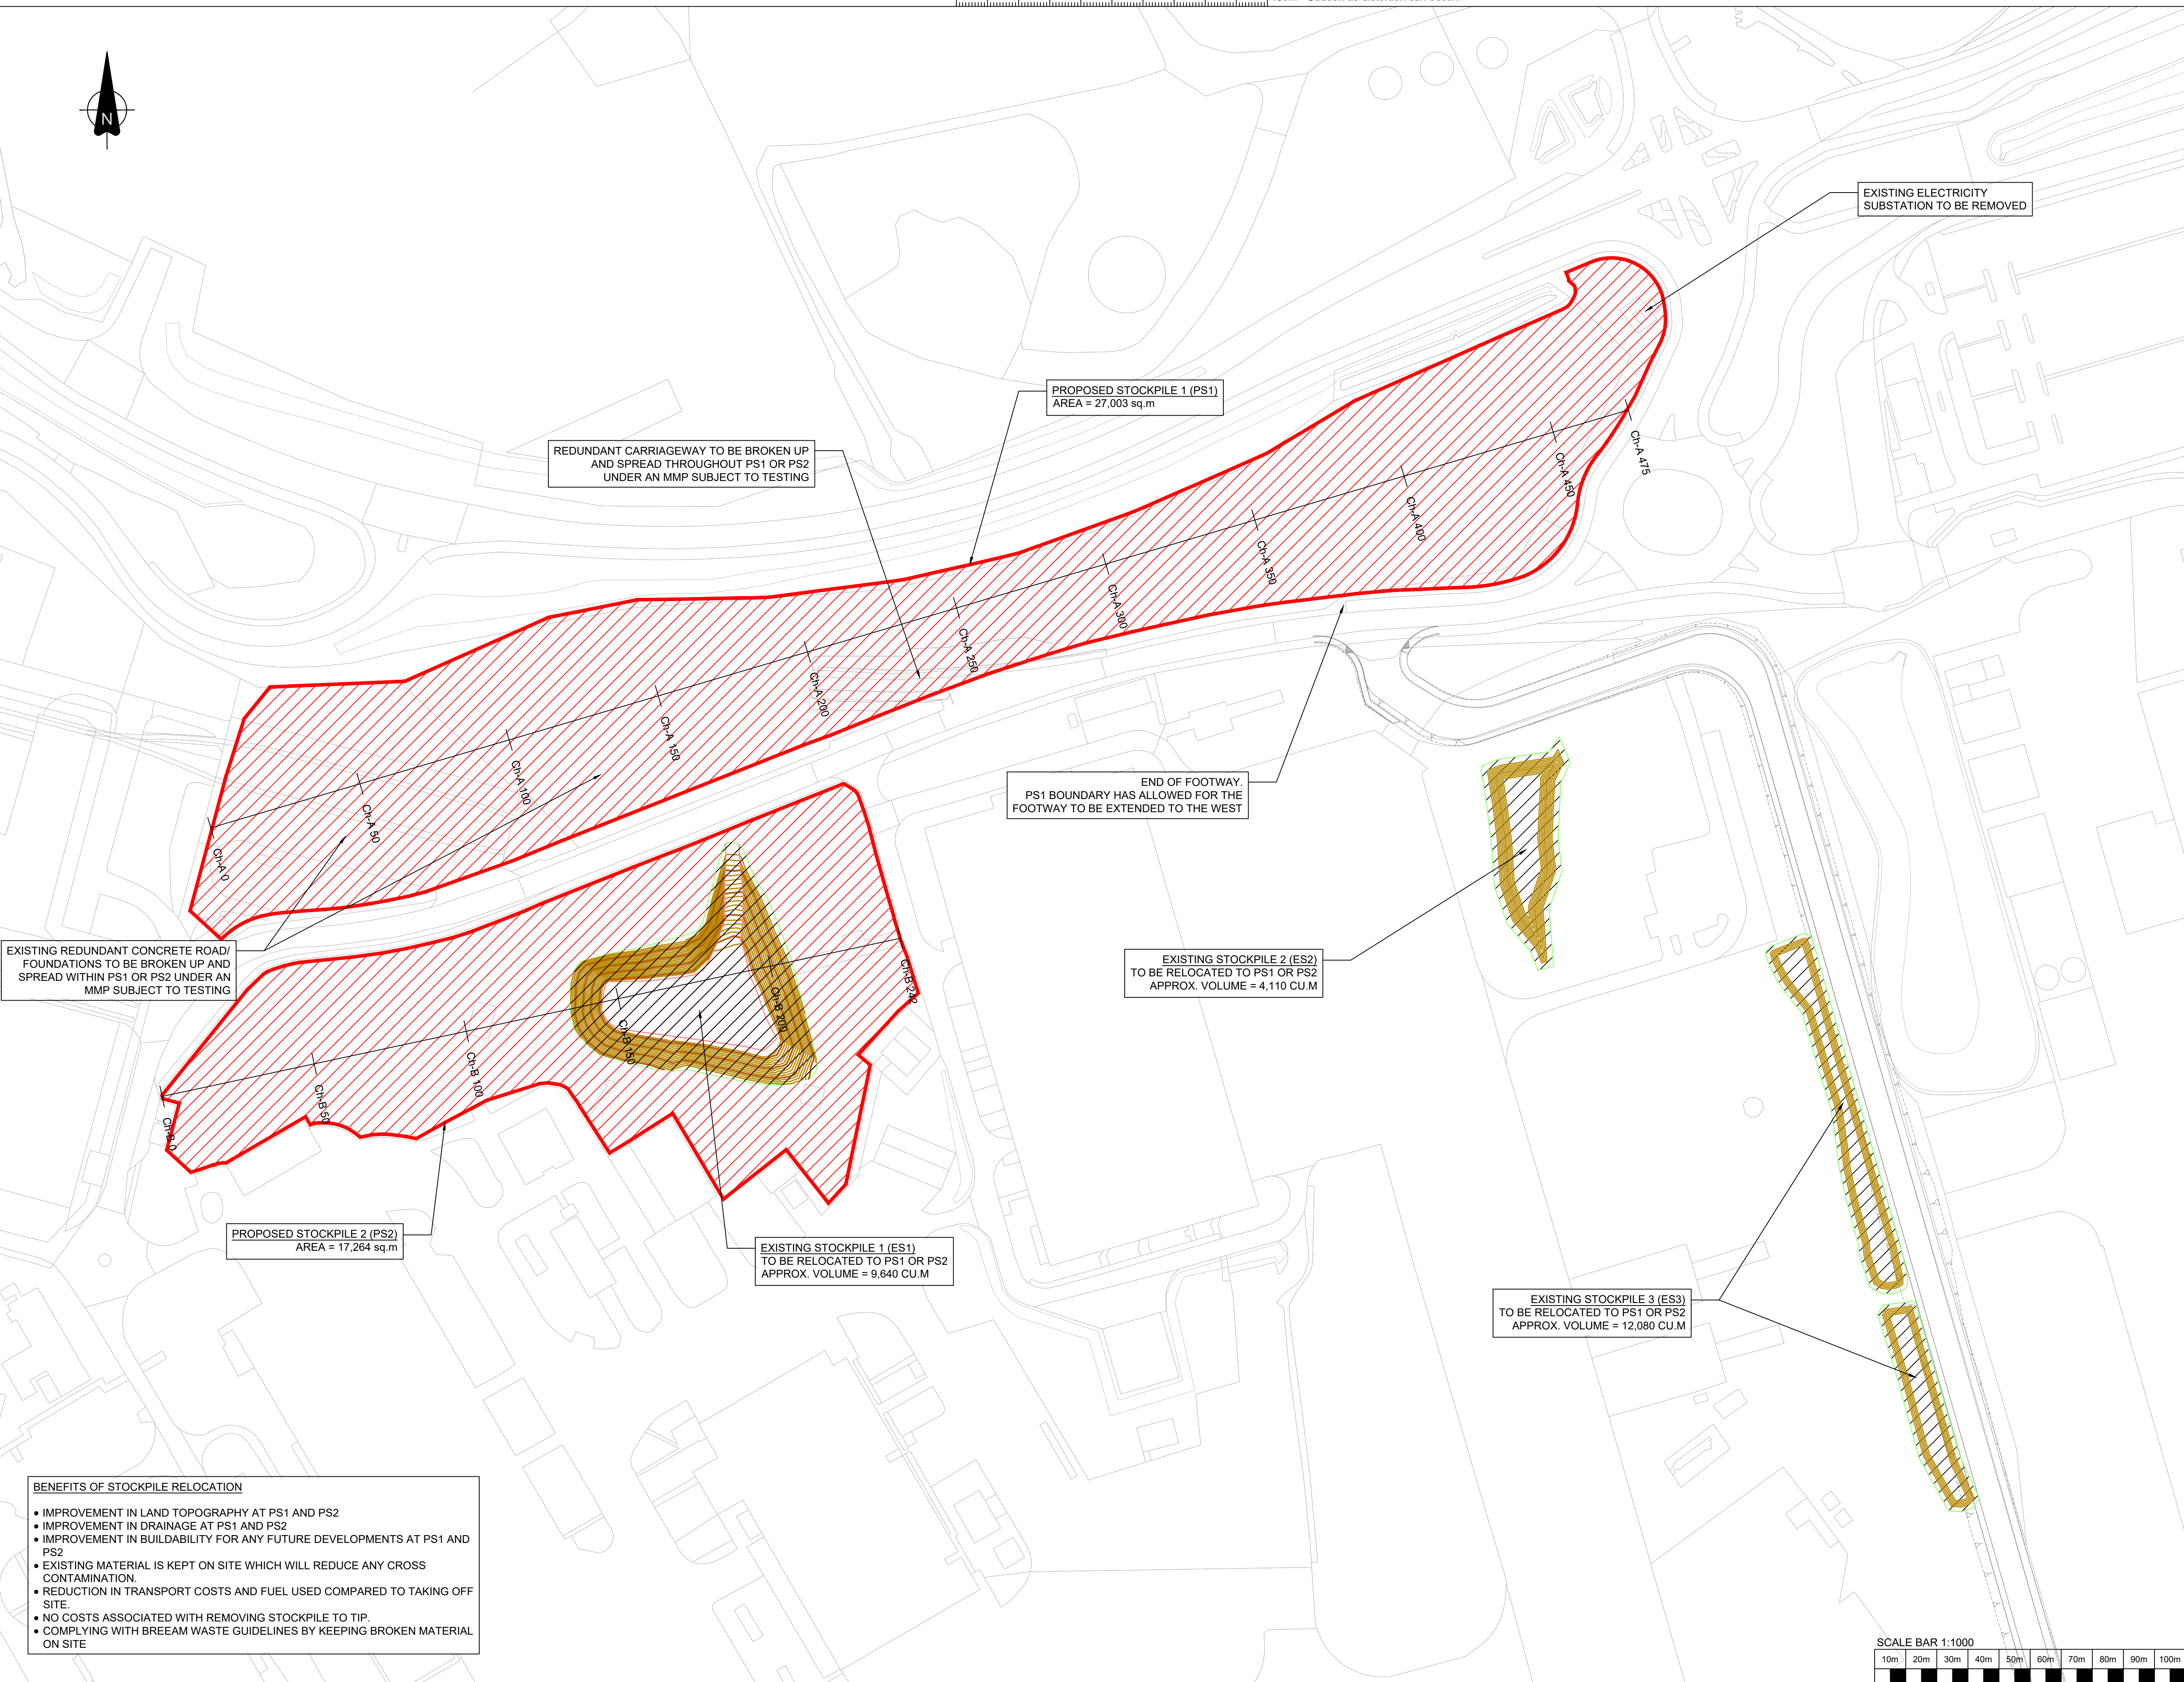 N
EXISTING ELECTRICITY
SUBSTATION TO BE REMOVED
PROPOSED STOCKPILE 1 (PS1)
AREA = 27,003 sq.m
REDUNDANT CARRIAGEWAY TO BE BROKEN UP
AND SPREAD THROUGHOUT PS1 OR PS2
UNDER AN MMP SUBJECT TO TESTING
Ch-A 475
Ch-A 450
Ch-A 400
Ch-A 350
Ch-A 300
Ch-A 250
Ch-A 200
Ch-A 150
Ch-A 100
Ch-A 50
Ch-A 0
END OF FOOTWAY.
PS1 BOUNDARY HAS ALLOWED FOR THE
FOOTWAY TO BE EXTENDED TO THE WEST
EXISTING REDUNDANT CONCRETE ROAD/
FOUNDATIONS TO BE BROKEN UP AND
SPREAD WITHIN PS1 OR PS2 UNDER AN
MMP SUBJECT TO TESTING
EXISTING STOCKPILE 2 (ES2)
TO BE RELOCATED TO PS1 OR PS2
APPROX. VOLUME = 4,110 CU.M
Ch-B 242
Ch-B 200
Ch-B 150
Ch-B 100
Ch-B 50
Ch-B 0
PROPOSED STOCKPILE 2 (PS2)
AREA = 17,264 sq.m
EXISTING STOCKPILE 1 (ES1)
TO BE RELOCATED TO PS1 OR PS2
APPROX. VOLUME = 9,640 CU.M
EXISTING STOCKPILE 3 (ES3)
TO BE RELOCATED TO PS1 OR PS2
APPROX. VOLUME = 12,080 CU.M
BENEFITS OF STOCKPILE RELOCATION
• IMPROVEMENT IN LAND TOPOGRAPHY AT PS1 AND PS2
• IMPROVEMENT IN DRAINAGE AT PS1 AND PS2
• IMPROVEMENT IN BUILDABILITY FOR ANY FUTURE DEVELOPMENTS AT PS1 AND
PS2
• EXISTING MATERIAL IS KEPT ON SITE WHICH WILL REDUCE ANY CROSS
CONTAMINATION.
• REDUCTION IN TRANSPORT COSTS AND FUEL USED COMPARED TO TAKING OFF
SITE.
• NO COSTS ASSOCIATED WITH REMOVING STOCKPILE TO TIP.
• COMPLYING WITH BREEAM WASTE GUIDELINES BY KEEPING BROKEN MATERIAL
ON SITE
SCALE BAR 1:1000
10m 20m 30m 40m 50m 60m 70m 80m 90m 100m